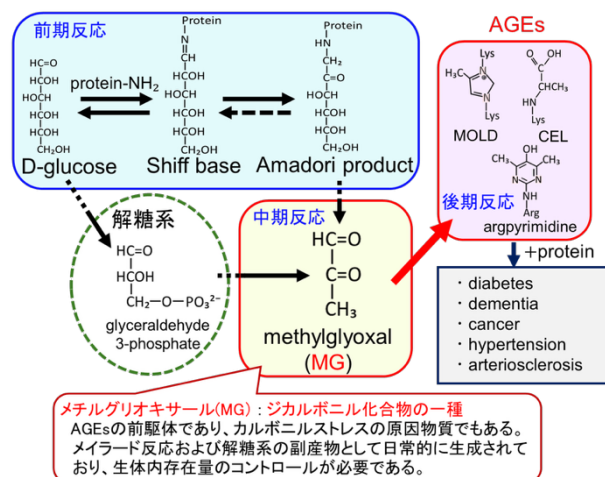 前期反応
AGEs
Protein
N
CH
HCOH
HOCH
HCOH
HCOH
CH₂OH
Protein
HN
CH₂
C=O
HOCH
HCOH
HCOH
CH₂OH
HC=O
HCOH
HOCH
HCOH
HCOH
CH₂OH
protein-NH₂
D-glucose
Shiff base
Amadori product
Lys
CH₃
N
N
Lys
MOLD
O
OH
CH₃
HN
Lys
CEL
OH
H₃C
CH₃
N
N
HN
Arg
argpyrimidine
後期反応
解糖系
HC=O
HCOH
H₂C—O—PO₃²⁻
glyceraldehyde
3-phosphate
中期反応
HC=O
C=O
CH₃
methylglyoxal
(MG)
+protein
・diabetes
・dementia
・cancer
・hypertension
・arteriosclerosis
メチルグリオキサール(MG)：ジカルボニル化合物の一種
AGEsの前駆体であり、カルボニルストレスの原因物質でもある。
メイラード反応および解糖系の副産物として日常的に生成されて
おり、生体内存在量のコントロールが必要である。